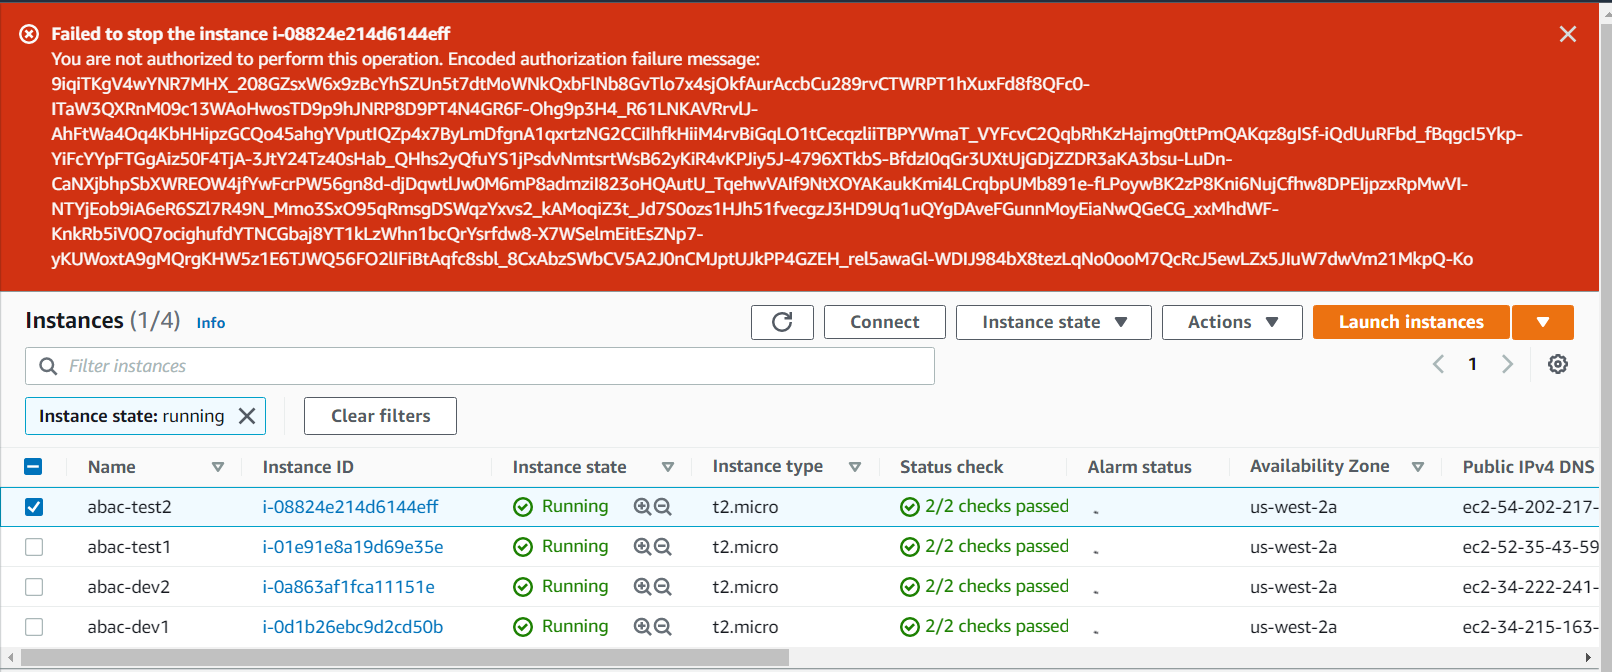 Failed to stop the instance i-08824e214d6144eff
You are not authorized to perform this operation. Encoded authorization failure message:
9iqiTKgV4wYNR7MHX_208GZsxW6x9zBcYhSZUn5t7dtMoWNkQxbFlNb8GvTlo7x4sjOkfAurAccbCu289rvCTWRPT1hXuxFd8f8QFc0-
ITaW3QXRnM09c13WAoHwosTD9p9hJNRP8D9PT4N4GR6F-Ohg9p3H4_R61LNKAVRrvlJ-
AhFtWa4Oq4KbHHipzGCQo45ahgYVputIQZp4x7ByLmDfgnA1qxrtzNG2CCiIhfkHiiM4rvBiGqLO1tCecqzliiTBPYWmaT_VYFcvC2QqbRhKzHajmg0ttPmQAKqz8gISf-iQdUuRFbd_fBqgcI5Ykp-
YiFcYYpFTGgAiz50F4TjA-3JtY24Tz40sHab_QHhs2yQfuYS1jPsdvNmtsrtWsB62yKiR4vKPJiy5J-4796XTkbS-BfdzI0qGr3UXtUjGDjZZDR3aKA3bsu-LuDn-
CaNXjbhpSbXWREOW4jfYwFcrPW56gn8d-djDqwtlJw0M6mP8admziI823oHQAutU_TqehwVAIf9NtXOYAKaukKmi4LCrqbpUMb891e-fLPoywBK2zP8Kni6NujCfhw8DPEIjpzxRpMwVI-
NTYjEob9iA6eR6SZl7R49N_Mmo3SxO95qRmsgDSWqzYxvs2_kAMoqiZ3t_Jd7S0ozs1HJh51fvecgzJ3HD9Uq1uQYgDAveFGunnMoyEiaNwQGeCG_xxMhdWF-
KnkRb5iV0Q7ocighufdYTNCGbaj8YT1kLzWhn1bcQrYsrfdw8-X7WSelmEitEsZNp7-
yKUWoxtA9gMQrgKHW5z1E6TJWQ56FO2lIFiBtAqfc8sbl_8CxAbzSWbCV5A2J0nCMJptUJkPP4GZEH_rel5awaGl-WDIJ984bX8tezLqNo0ooM7QcRcJ5ewLZx5JIuW7dwVm21MkpQ-Ko
Instances (1/4) Info Connect Instance state Actions Launch instances
Filter instances 1
Instance state: running Clear filters
Name Instance ID Instance state Instance type Status check Alarm status Availability Zone Public IPv4 DNS
abac-test2 i-08824e214d6144eff Running t2.micro 2/2 checks passed us-west-2a ec2-54-202-217-
abac-test1 i-01e91e8a19d69e35e Running t2.micro 2/2 checks passed us-west-2a ec2-52-35-43-59
abac-dev2 i-0a863af1fca11151e Running t2.micro 2/2 checks passed us-west-2a ec2-34-222-241-
abac-dev1 i-0d1b26ebc9d2cd50b Running t2.micro 2/2 checks passed us-west-2a ec2-34-215-163-